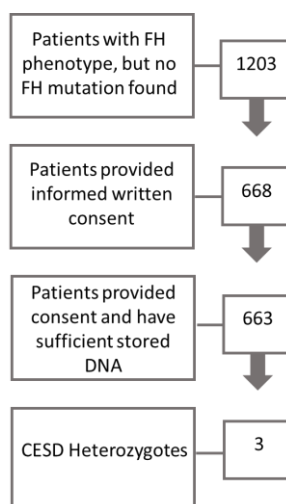 Patients with FH
phenotype, but no
FH mutation found
1203
Patients provided
informed written
consent
668
Patients provided
consent and have
sufficient stored
DNA
663
CESD Heterozygotes
3